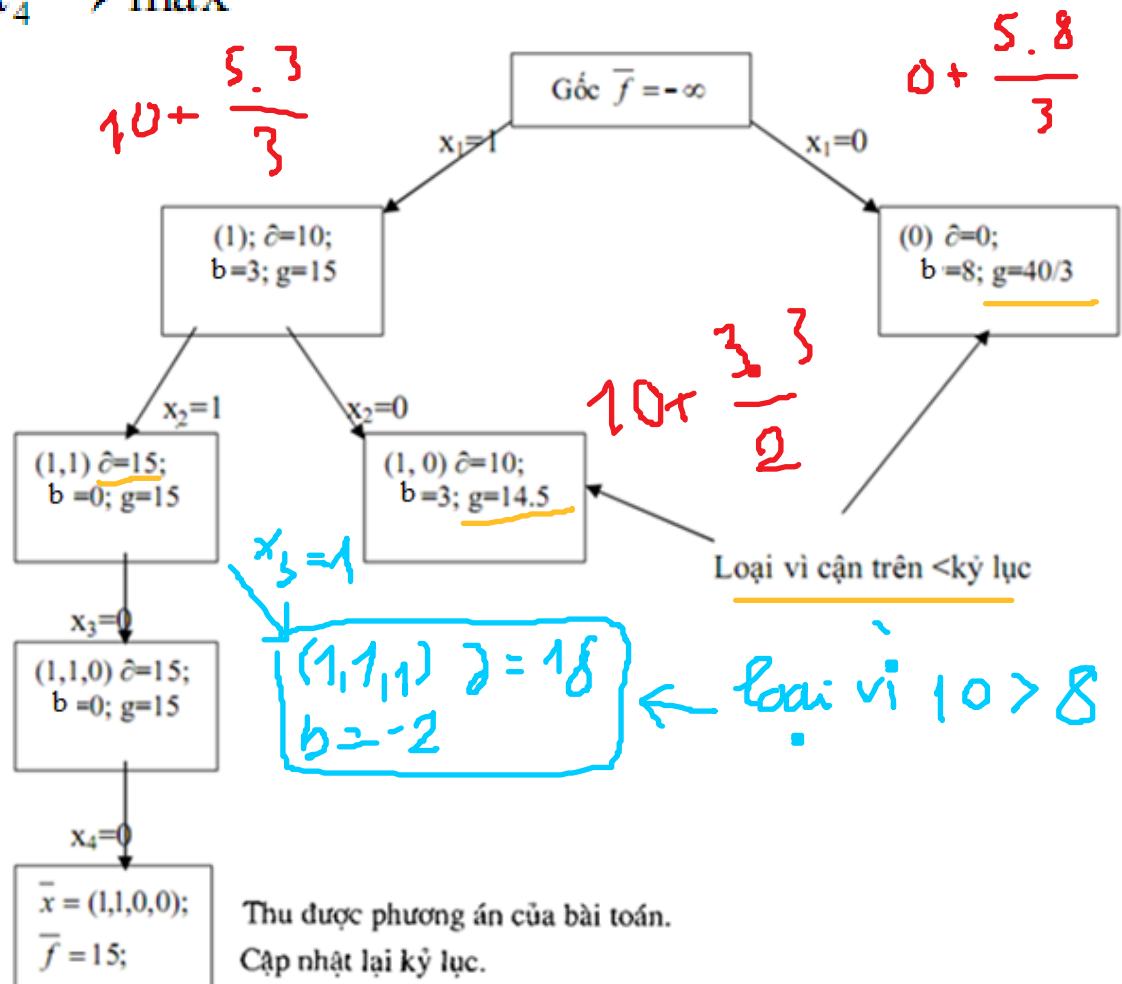 4 → max
10 + 5.3/3
Gốc f̄ = -∞
0 + 5.8/3
x₁=1
x₁=0
(1); ĉ=10;
b=3; g=15
(0) ĉ=0;
b =8; g=40/3
10+ 3.3/2
x₂=1
x₂=0
(1,1) ĉ=15;
b =0; g=15
(1, 0) ĉ=10;
b=3; g=14.5
x₃=1
Loại vì cận trên <kỷ lục
x₃=0
(1,1,0) ĉ=15;
b =0; g=15
(1,1,1) ∂ = 18
b = -2
loại vì 10 > 8
x₄=0
x̄ = (1,1,0,0);
f̄ = 15;
Thu được phương án của bài toán.
Cập nhật lại kỷ lục.